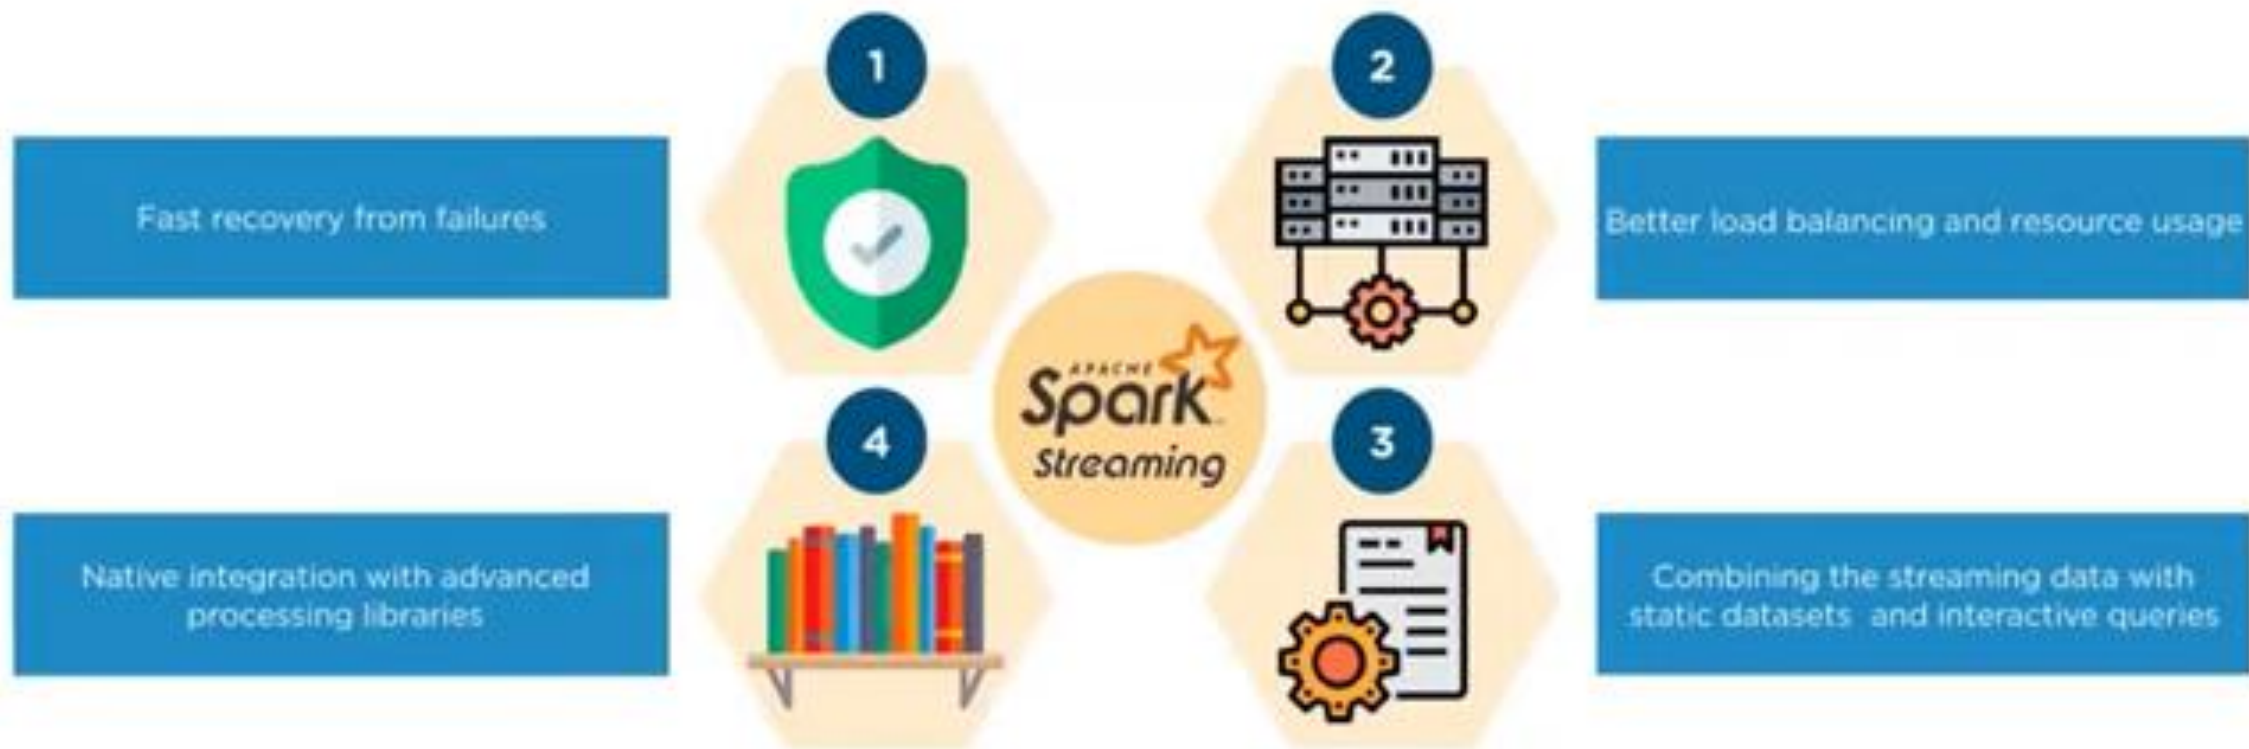 1
2
Fast recovery from failures
Better load balancing and resource usage
APACHE
Spark™
Streaming
4
3
Native integration with advanced
processing libraries
Combining the streaming data with
static datasets and interactive queries